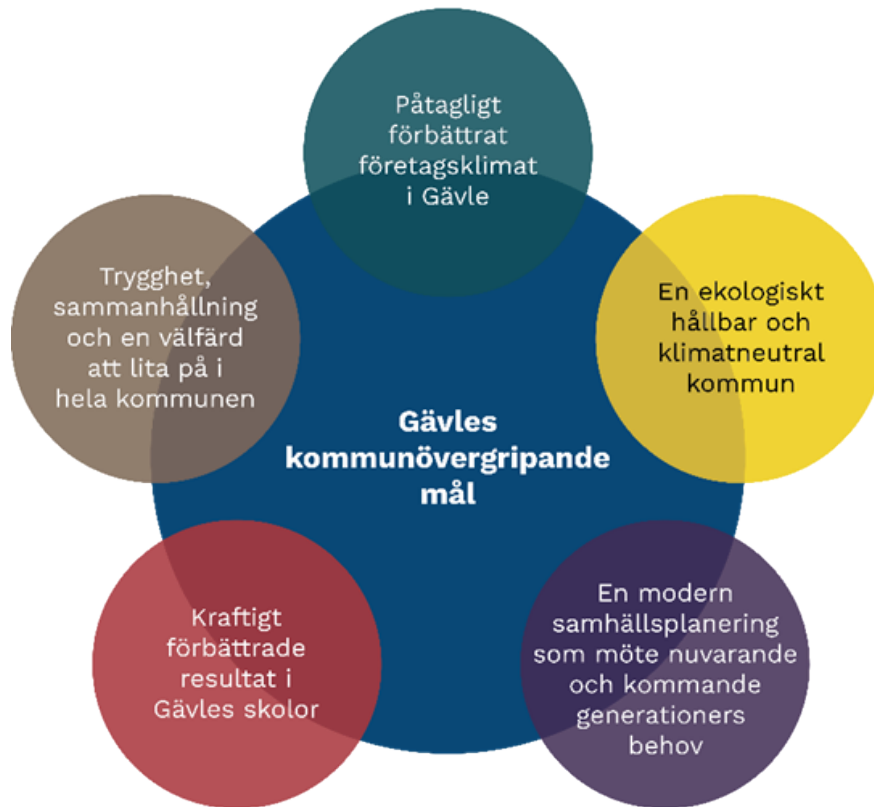 Påtagligt
förbättrat
företagsklimat
i Gävle
Trygghet,
sammanhållning
och en välfärd
att lita på i
hela kommunen
En ekologiskt
hållbar och
klimatneutral
kommun
Gävles
kommunövergripande
mål
Kraftigt
förbättrade
resultat i
Gävles skolor
En modern
samhällsplanering
som möte nuvarande
och kommande
generationers
behov